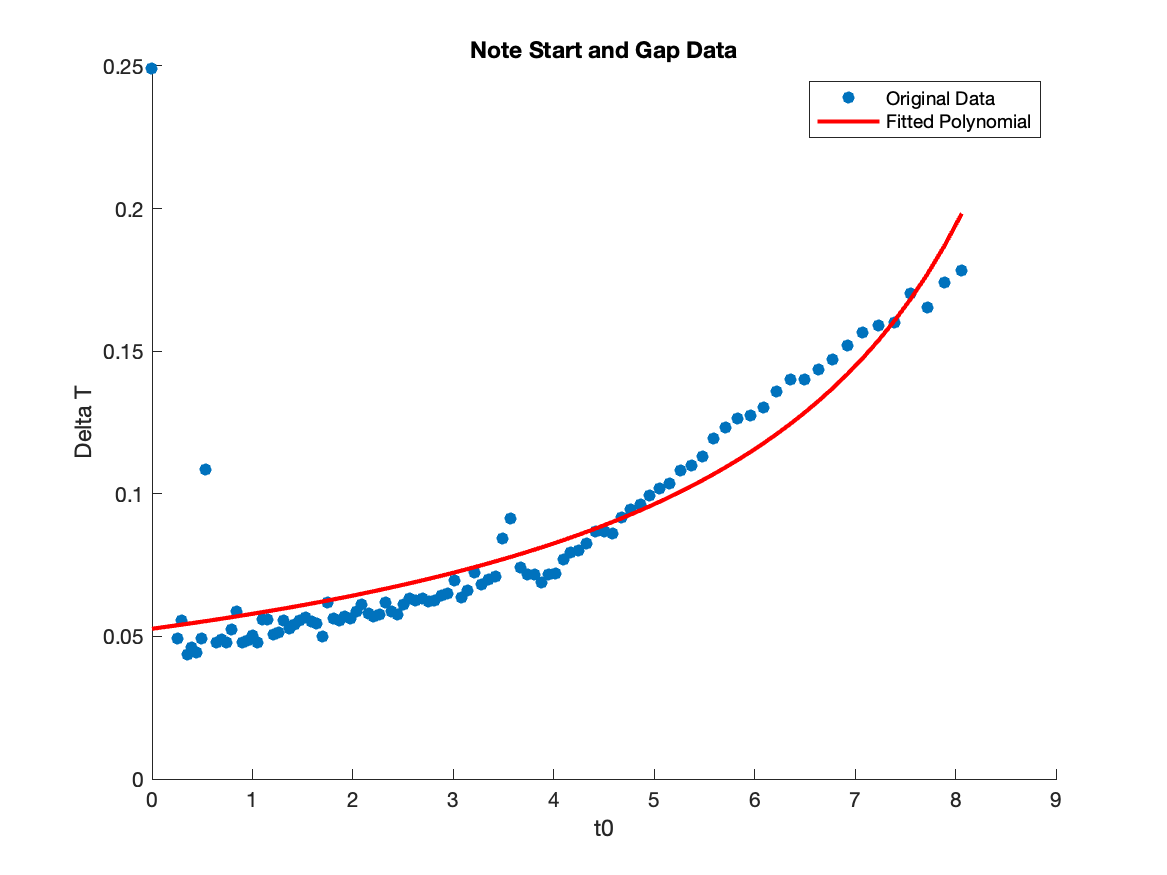 Note Start and Gap Data
0.25
0.2
0.15
0.1
0.05
0
Delta T
Original Data
Fitted Polynomial
0 1 2 3 4 5 6 7 8 9
t0